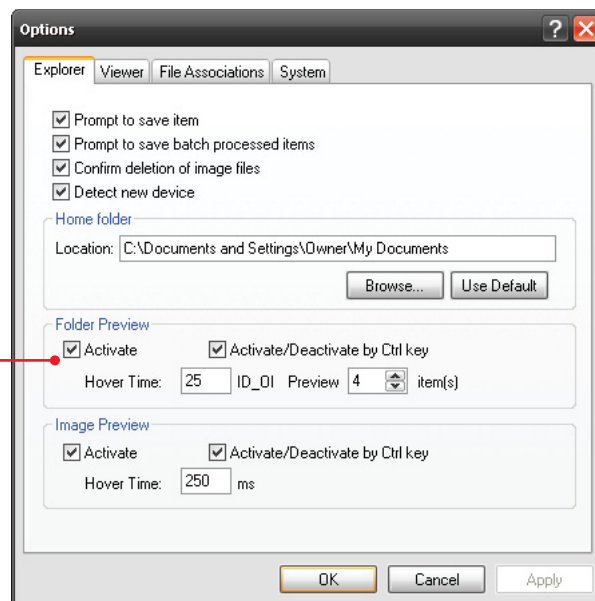 Options
Explorer Viewer File Associations System
Prompt to save item
Prompt to save batch processed items
Confirm deletion of image files
Detect new device
Home folder
Location: C:\Documents and Settings\Owner\My Documents
Browse... Use Default
Folder Preview
Activate Activate/Deactivate by Ctrl key
Hover Time: 25 ID_OI Preview 4 item(s)
Image Preview
Activate Activate/Deactivate by Ctrl key
Hover Time: 250 ms
OK Cancel Apply